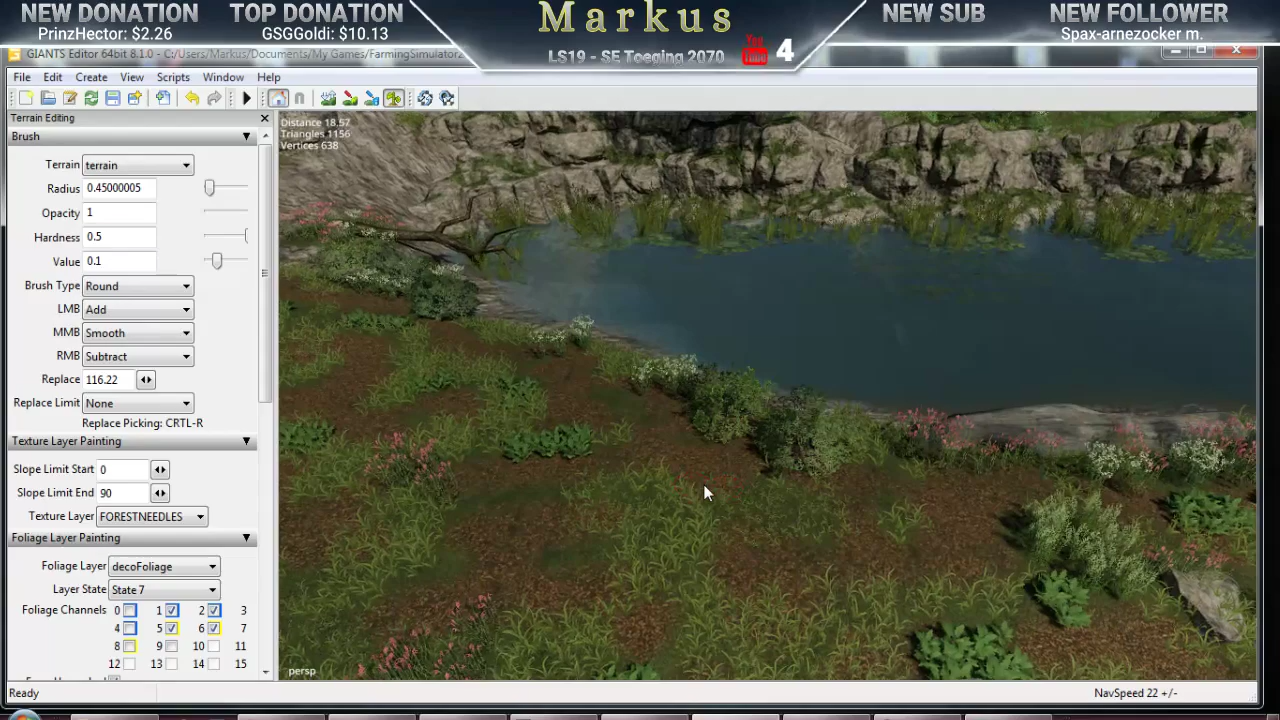 NEW DONATION
PrinzHector: $2.26
TOP DONATION
GSGGoldi: $10.13
Markus
LS19 - SE Toeging 2070
You Tube
4
NEW SUB
NEW FOLLOWER
Spax-arnezocker m.
GIANTS Editor 64bit 8.1.0 - C:/Users/Markus/Documents/My Games/FarmingSimulator2
File Edit Create View Scripts Window Help
Terrain Editing
Brush
Terrain terrain
Radius 0.45000005
Opacity 1
Hardness 0.5
Value 0.1
Brush Type Round
LMB Add
MMB Smooth
RMB Subtract
Replace 116.22
Replace Limit None
Replace Picking: CRTL-R
Texture Layer Painting
Slope Limit Start 0
Slope Limit End 90
Texture Layer FORESTNEEDLES
Foliage Layer Painting
Foliage Layer decoFoliage
Layer State State 7
Foliage Channels 0 1 2 3
4 5 6 7
8 9 10 11
12 13 14 15
Distance 18.57
Triangles 1156
Vertices 638
persp
Ready
NavSpeed 22 +/-